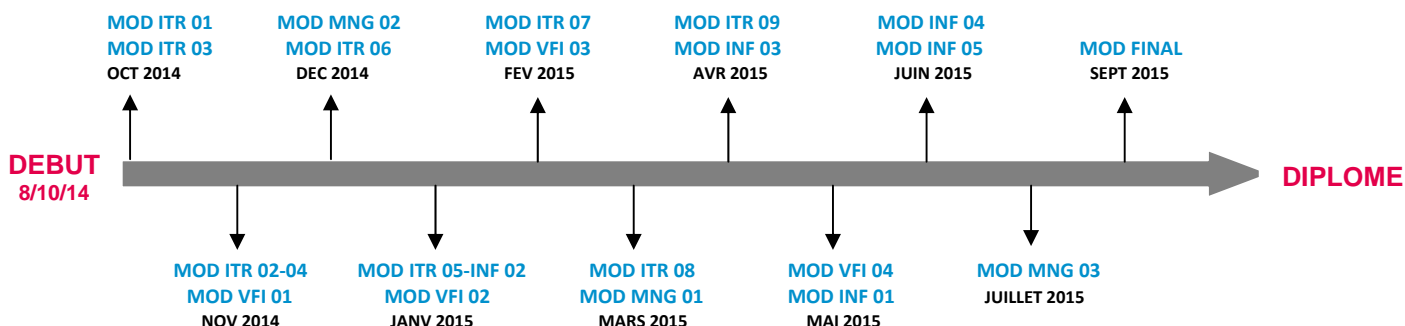 MOD ITR 01
MOD ITR 03
OCT 2014
MOD MNG 02
MOD ITR 06
DEC 2014
MOD ITR 07
MOD VFI 03
FEV 2015
MOD ITR 09
MOD INF 03
AVR 2015
MOD INF 04
MOD INF 05
JUIN 2015
MOD FINAL
SEPT 2015
DEBUT
8/10/14
DIPLOME
MOD ITR 02-04
MOD VFI 01
NOV 2014
MOD ITR 05-INF 02
MOD VFI 02
JANV 2015
MOD ITR 08
MOD MNG 01
MARS 2015
MOD VFI 04
MOD INF 01
MAI 2015
MOD MNG 03
JUILLET 2015